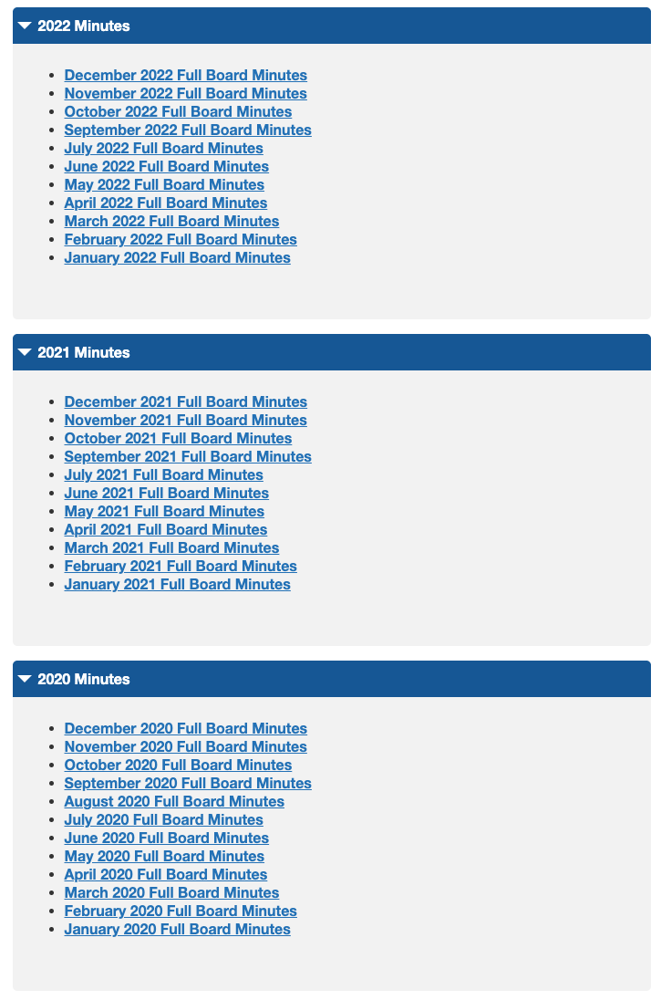 2022 Minutes
December 2022 Full Board Minutes
November 2022 Full Board Minutes
October 2022 Full Board Minutes
September 2022 Full Board Minutes
July 2022 Full Board Minutes
June 2022 Full Board Minutes
May 2022 Full Board Minutes
April 2022 Full Board Minutes
March 2022 Full Board Minutes
February 2022 Full Board Minutes
January 2022 Full Board Minutes
2021 Minutes
December 2021 Full Board Minutes
November 2021 Full Board Minutes
October 2021 Full Board Minutes
September 2021 Full Board Minutes
July 2021 Full Board Minutes
June 2021 Full Board Minutes
May 2021 Full Board Minutes
April 2021 Full Board Minutes
March 2021 Full Board Minutes
February 2021 Full Board Minutes
January 2021 Full Board Minutes
2020 Minutes
December 2020 Full Board Minutes
November 2020 Full Board Minutes
October 2020 Full Board Minutes
September 2020 Full Board Minutes
August 2020 Full Board Minutes
July 2020 Full Board Minutes
June 2020 Full Board Minutes
May 2020 Full Board Minutes
April 2020 Full Board Minutes
March 2020 Full Board Minutes
February 2020 Full Board Minutes
January 2020 Full Board Minutes